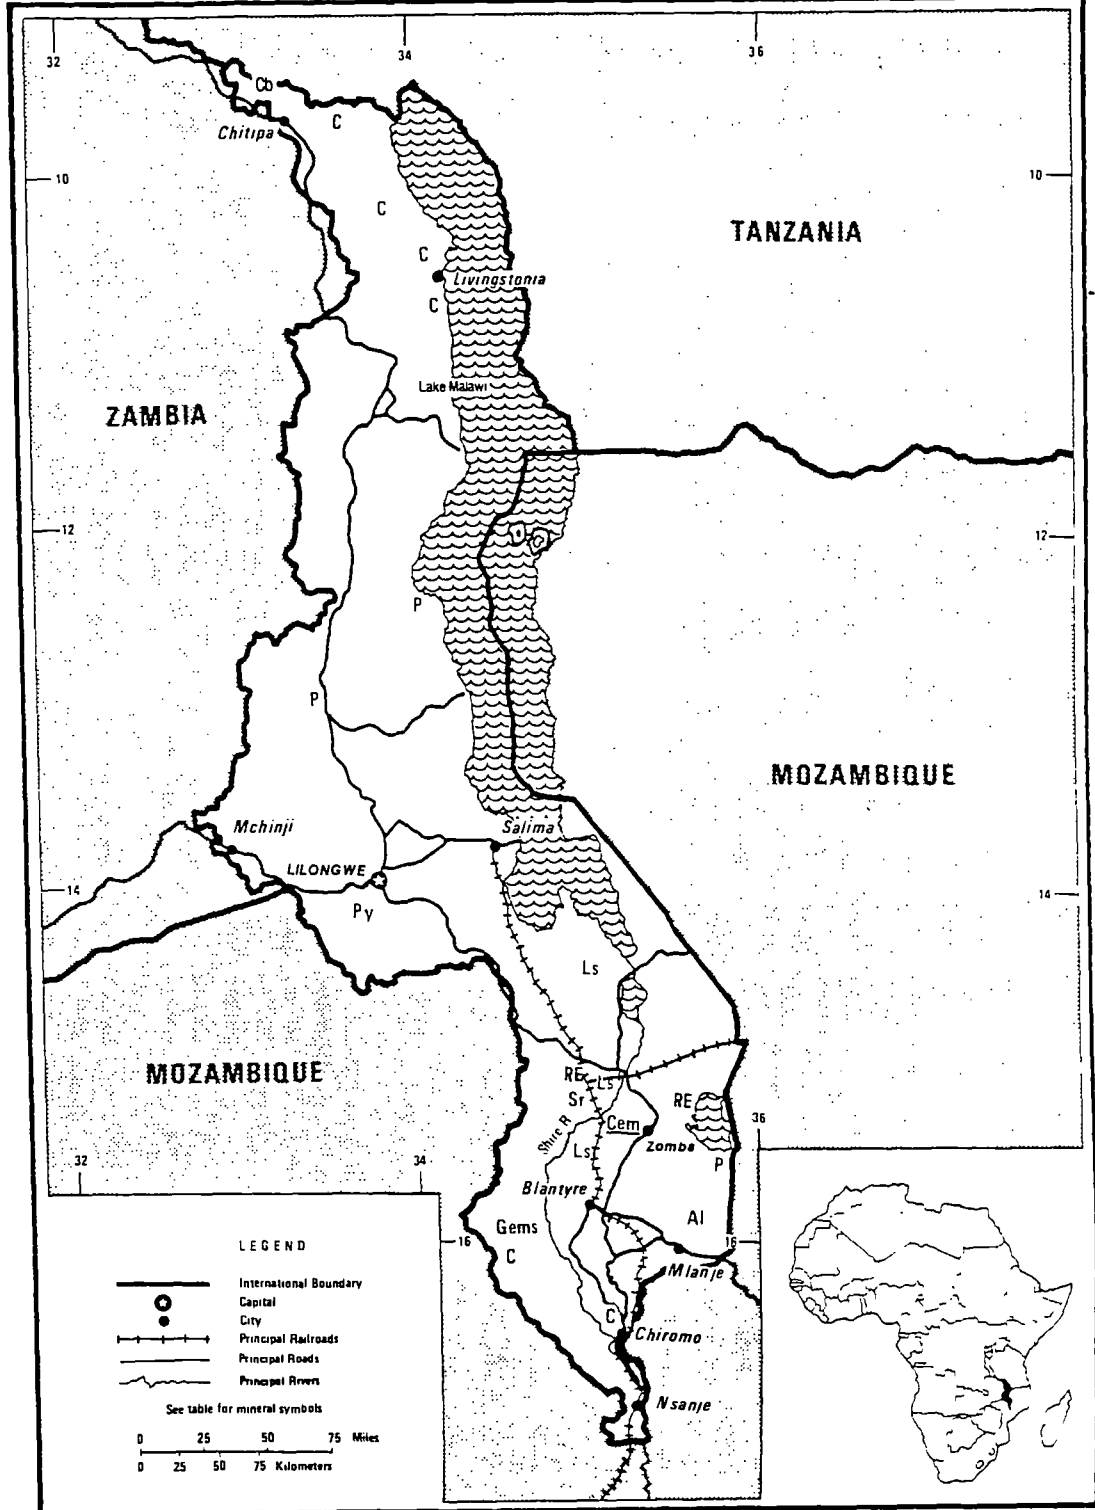 32
34
36
Cb
C
Chitipa
10
10
C
TANZANIA
C
Livingstonia
C
Lake Malawi
ZAMBIA
12
12
P
P
MOZAMBIQUE
Salima
Mchinji
LILONGWE
14
14
Py
Ls
MOZAMBIQUE
RE
Ls
Sr
RE
Cem
36
Shire R
Zomba
Ls
P
32
34
Blantyre
Al
Gems
16
16
C
Mlanje
C
Chiromo
Nsanje
LEGEND
International Boundary
Capital
City
Principal Railroads
Principal Roads
Principal Rivers
See table for mineral symbols
0 25 50 75 Miles
0 25 50 75 Kilometers